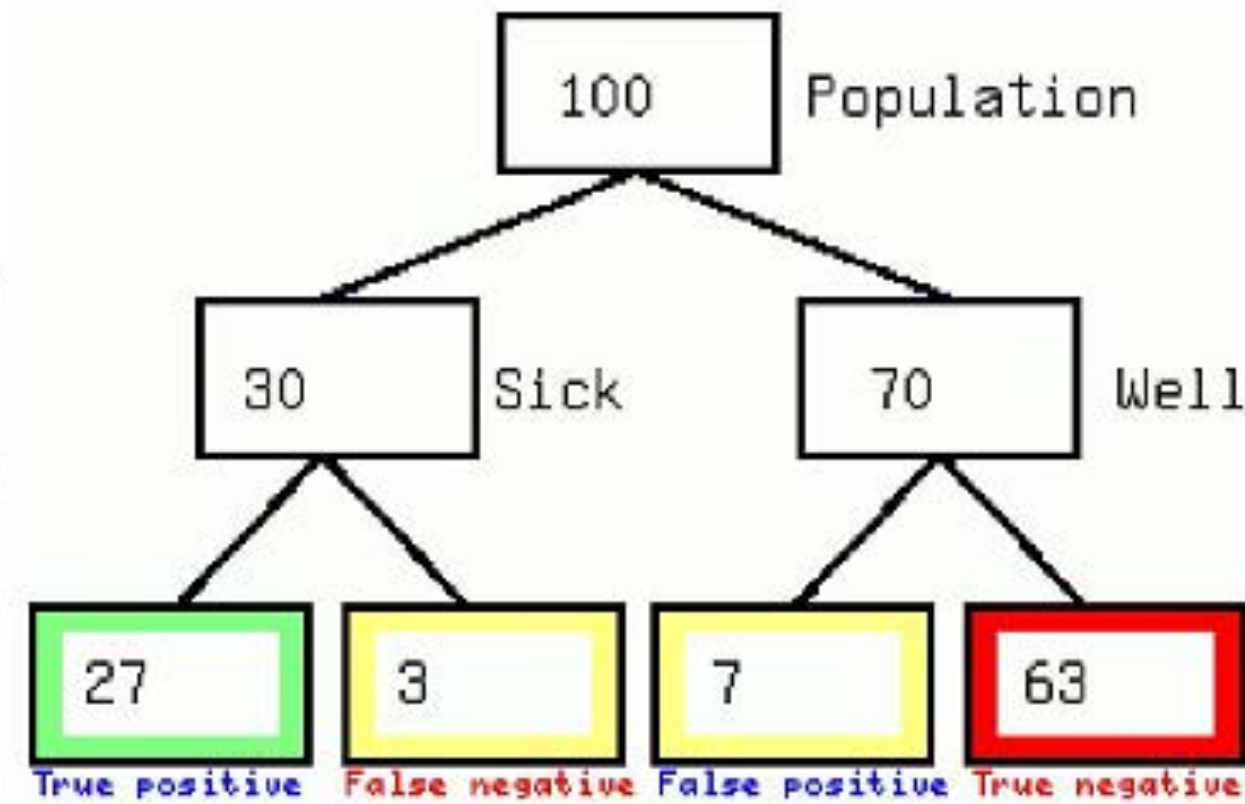 100 Population
30 Sick 70 Well
27 3 7 63
True positive False negative False positive True negative